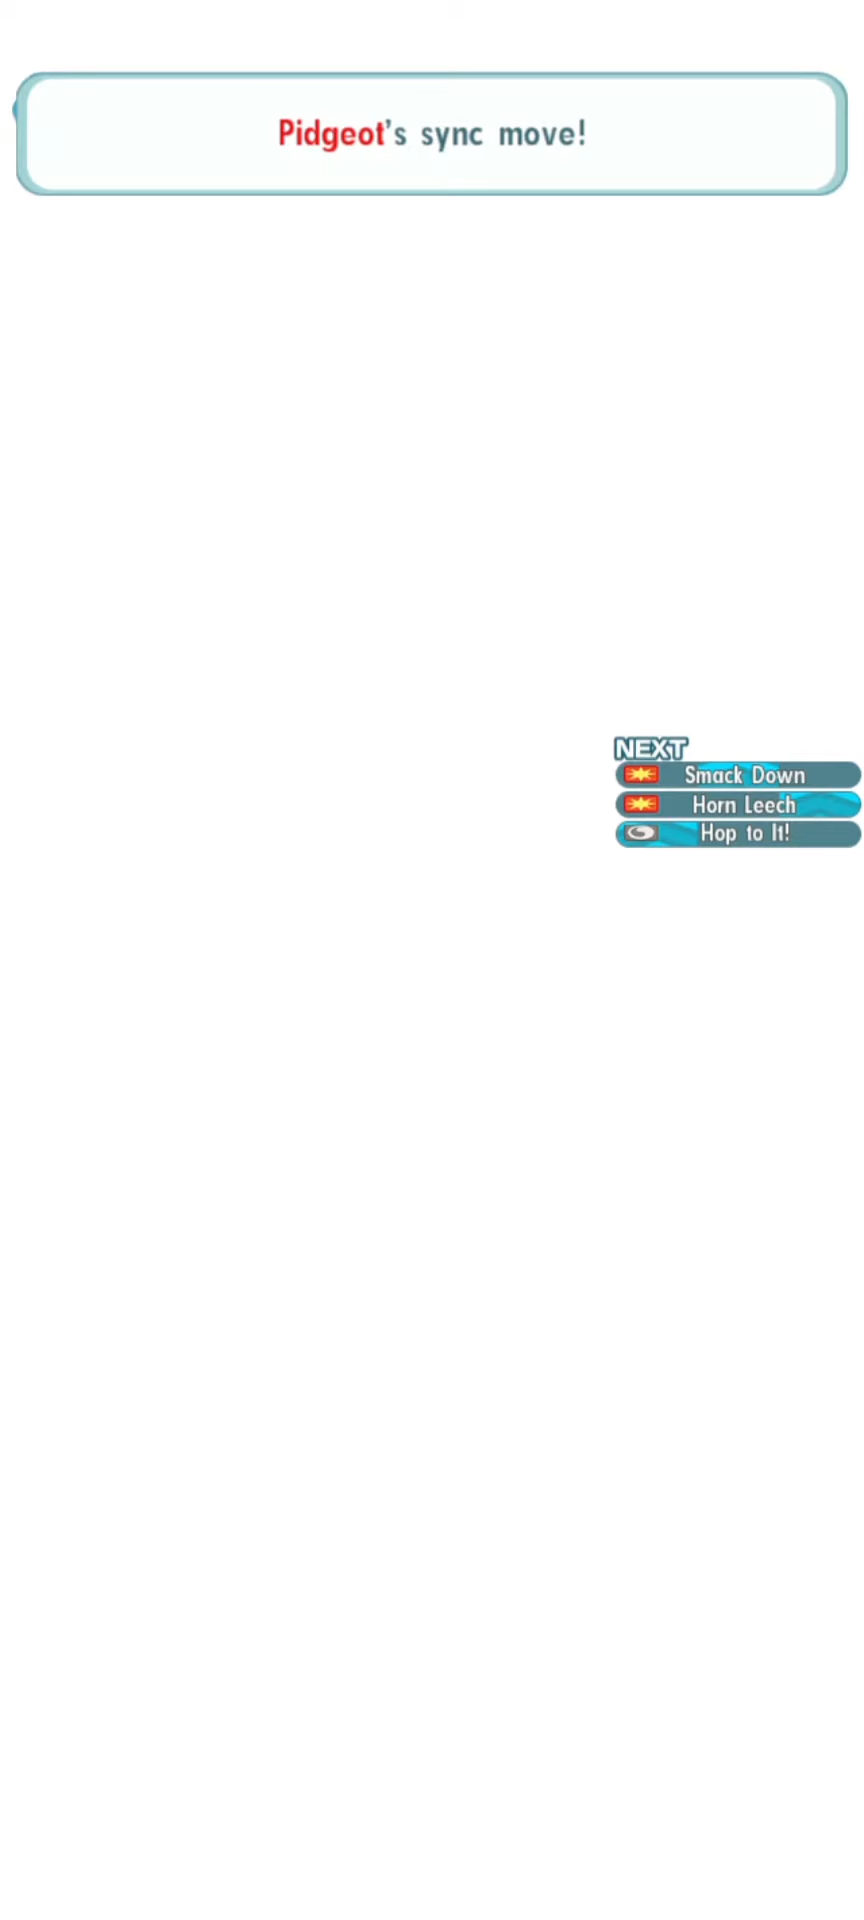 Pidgeot's sync move!
NEXT
Smack Down
Horn Leech
Hop to It!